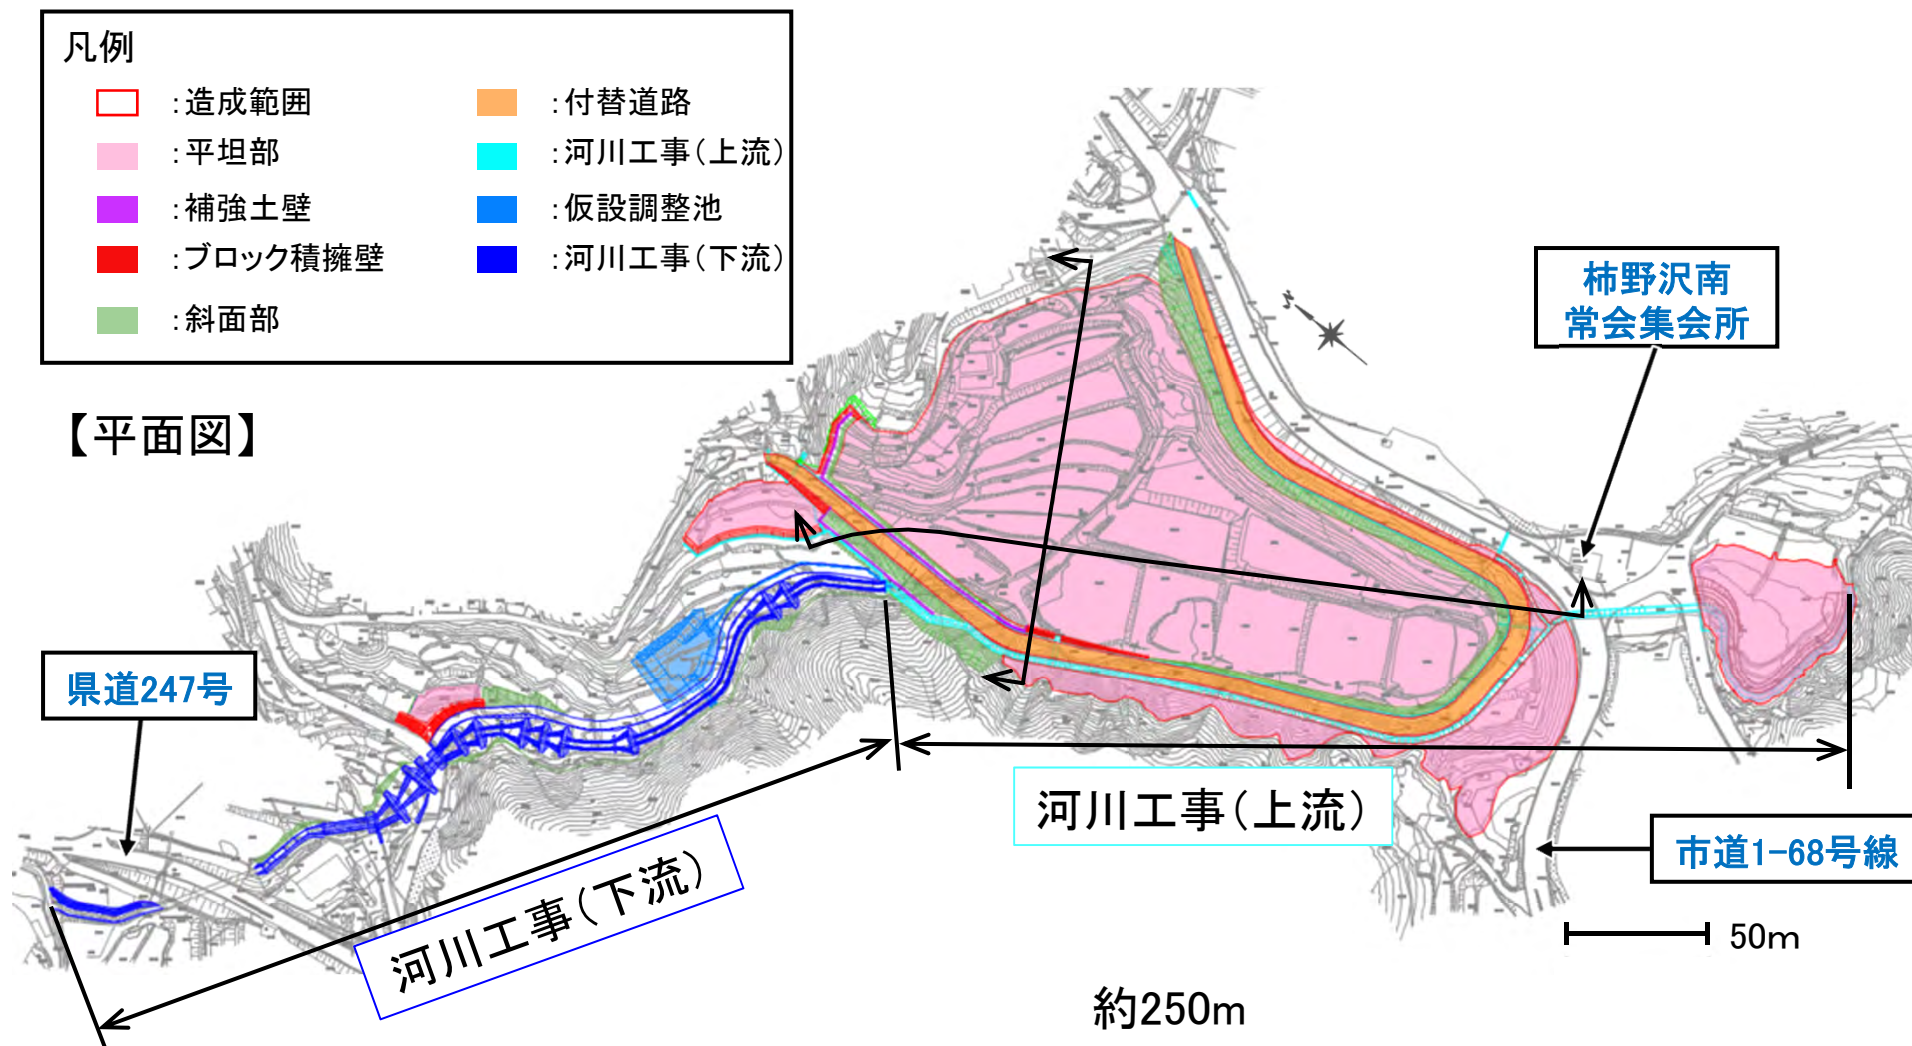 凡例
：造成範囲
：平坦部
：補強土壁
：ブロック積擁壁
：斜面部
：付替道路
：河川工事（上流）
：仮設調整池
：河川工事（下流）
【平面図】
柿野沢南
常会集会所
N
県道247号
河川工事（上流）
河川工事（下流）
市道1-68号線
50m
約250m